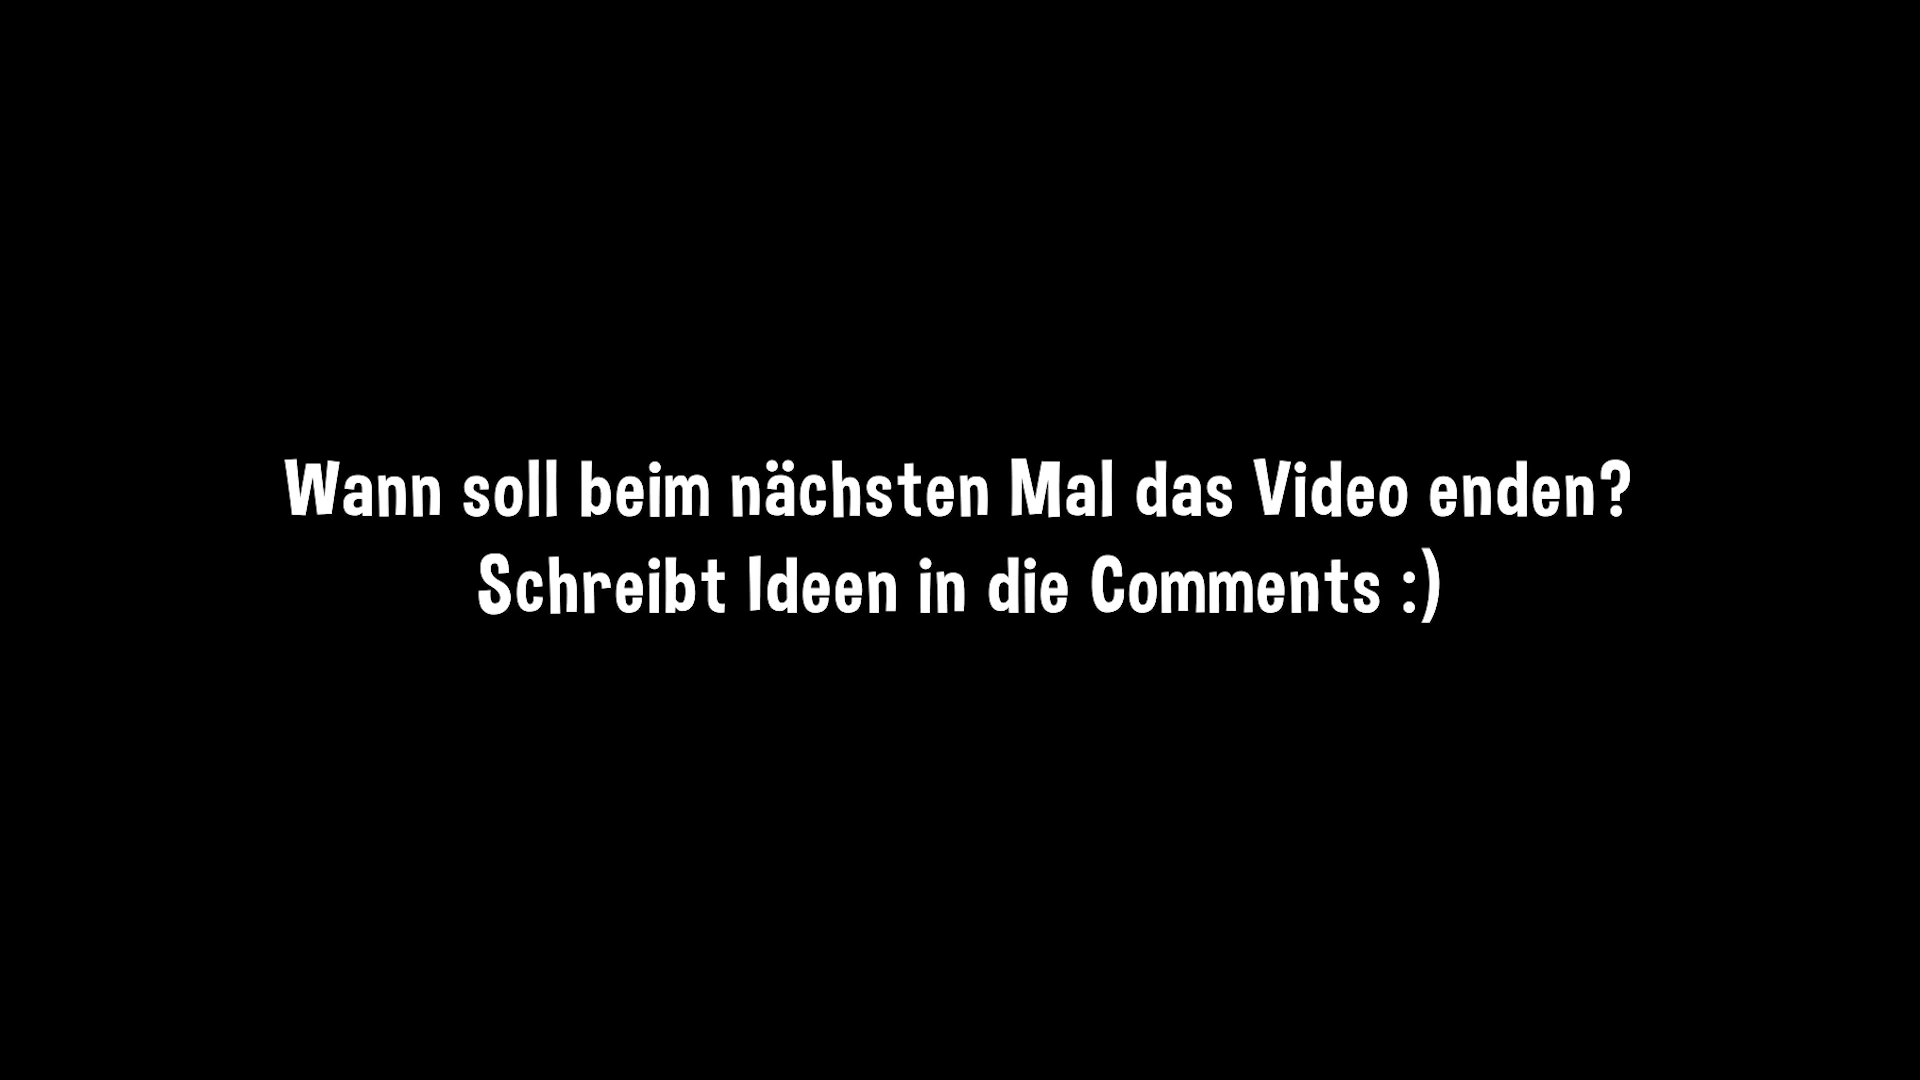 Wann soll beim nächsten Mal das Video enden?
Schreibt Ideen in die Comments :)